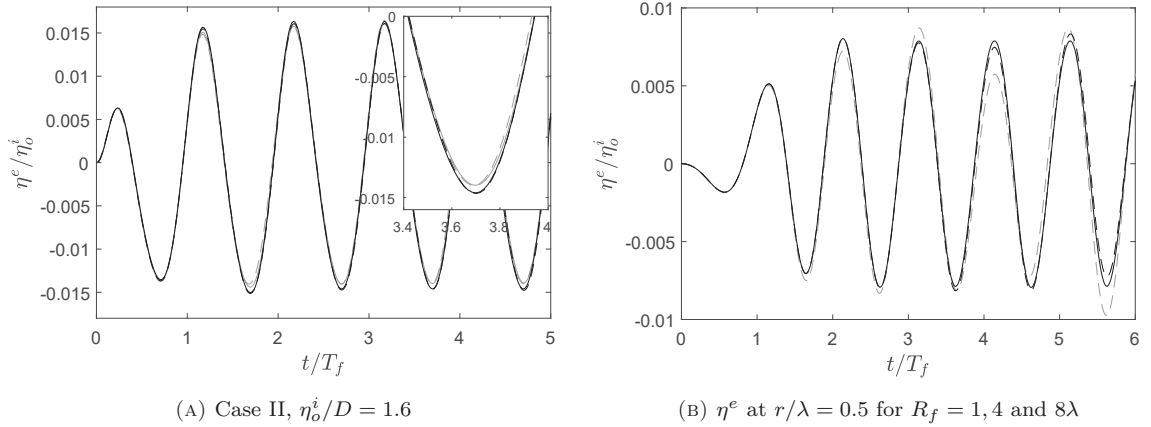 0.015
0.01
0.005
0
-0.005
-0.01
-0.015
η^e/η_o^i
0 1 2 3 4 5
t/T_f
0
-0.005
-0.01
-0.015
3.4 3.6 3.8 4
(A) Case II, η_o^i/D = 1.6
0.01
0.005
0
-0.005
-0.01
η^e/η_o^i
0 1 2 3 4 5 6
t/T_f
(B) η^e at r/λ = 0.5 for R_f = 1, 4 and 8λ